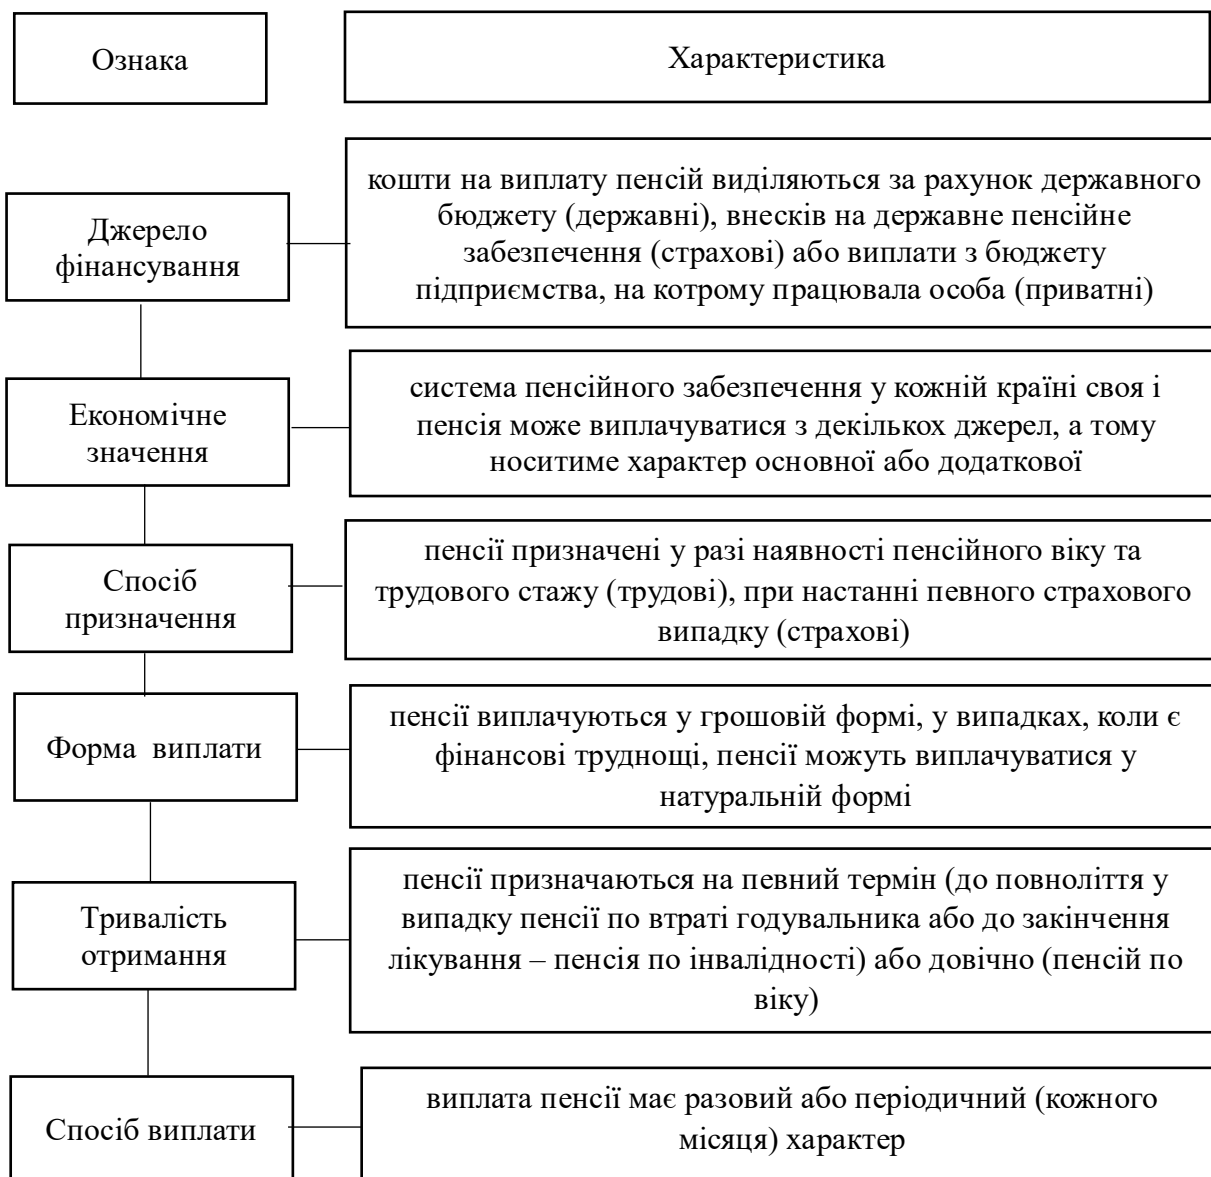 Ознака
Характеристика
Джерело
фінансування
кошти на виплату пенсій виділяються за рахунок державного
бюджету (державні), внесків на державне пенсійне
забезпечення (страхові) або виплати з бюджету
підприємства, на котрому працювала особа (приватні)
Економічне
значення
система пенсійного забезпечення у кожній країні своя і
пенсія може виплачуватися з декількох джерел, а тому
носитиме характер основної або додаткової
Спосіб
призначення
пенсії призначені у разі наявності пенсійного віку та
трудового стажу (трудові), при настанні певного страхового
випадку (страхові)
Форма виплати
пенсії виплачуються у грошовій формі, у випадках, коли є
фінансові труднощі, пенсії можуть виплачуватися у
натуральній формі
Тривалість
отримання
пенсії призначаються на певний термін (до повноліття у
випадку пенсії по втраті годувальника або до закінчення
лікування – пенсія по інвалідності) або довічно (пенсій по
віку)
Спосіб виплати
виплата пенсії має разовий або періодичний (кожного
місяця) характер